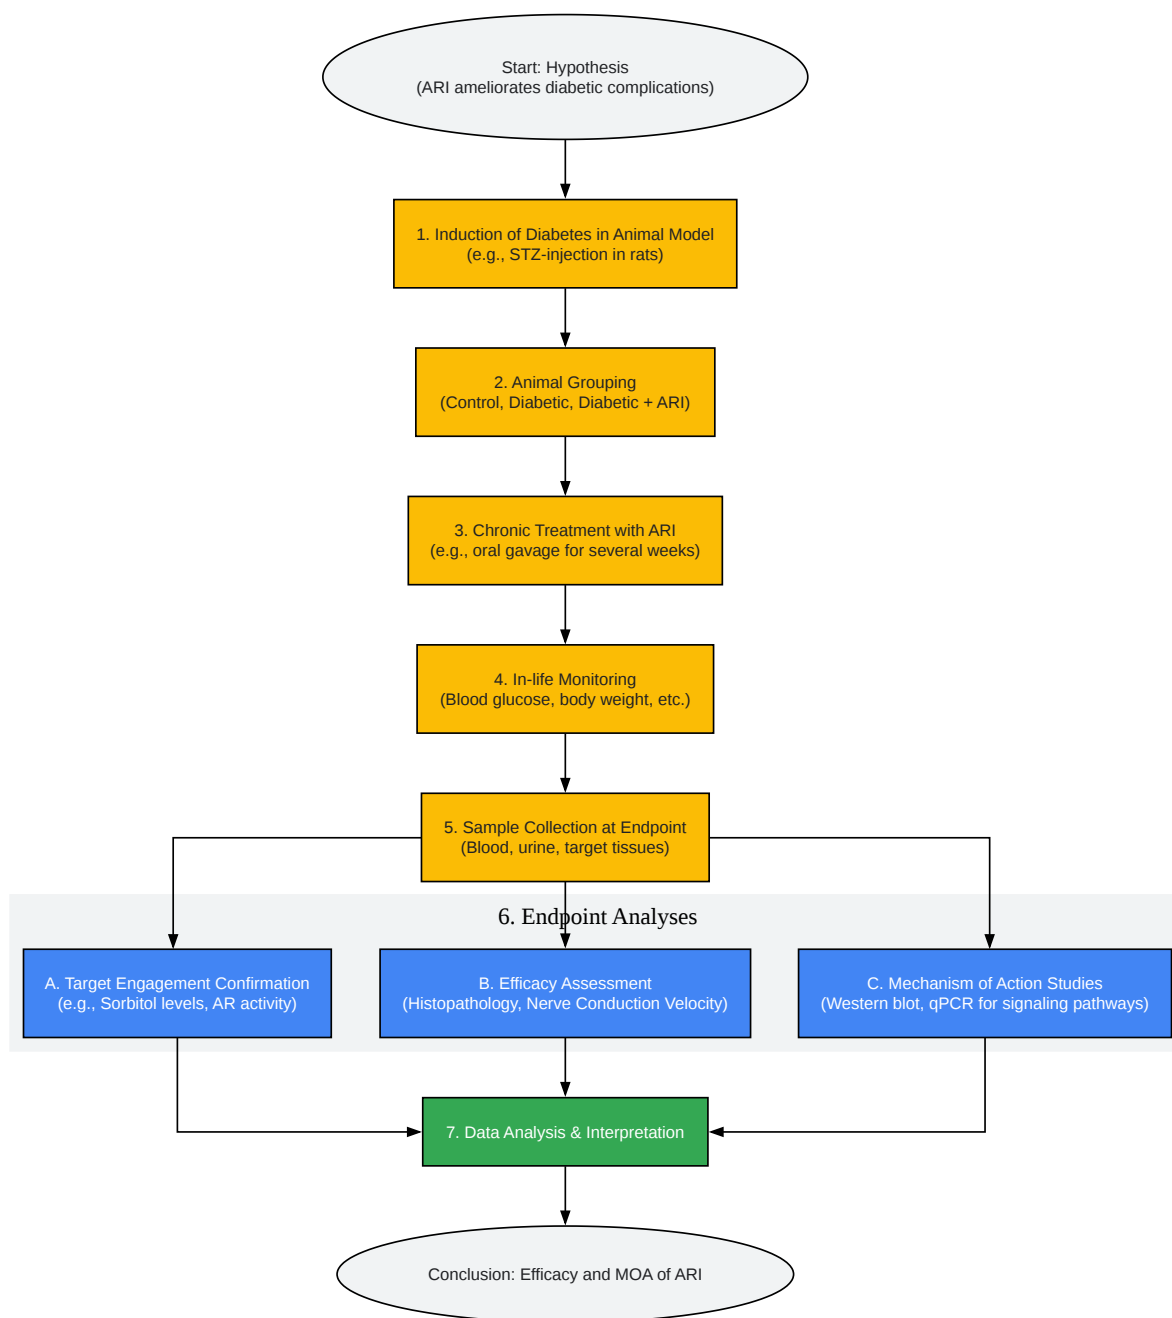 Start: Hypothesis
(ARI ameliorates diabetic complications)
1. Induction of Diabetes in Animal Model
(e.g., STZ-injection in rats)
2. Animal Grouping
(Control, Diabetic, Diabetic + ARI)
3. Chronic Treatment with ARI
(e.g., oral gavage for several weeks)
4. In-life Monitoring
(Blood glucose, body weight, etc.)
5. Sample Collection at Endpoint
(Blood, urine, target tissues)
6. Endpoint Analyses
A. Target Engagement Confirmation
(e.g., Sorbitol levels, AR activity)
B. Efficacy Assessment
(Histopathology, Nerve Conduction Velocity)
C. Mechanism of Action Studies
(Western blot, qPCR for signaling pathways)
7. Data Analysis & Interpretation
Conclusion: Efficacy and MOA of ARI